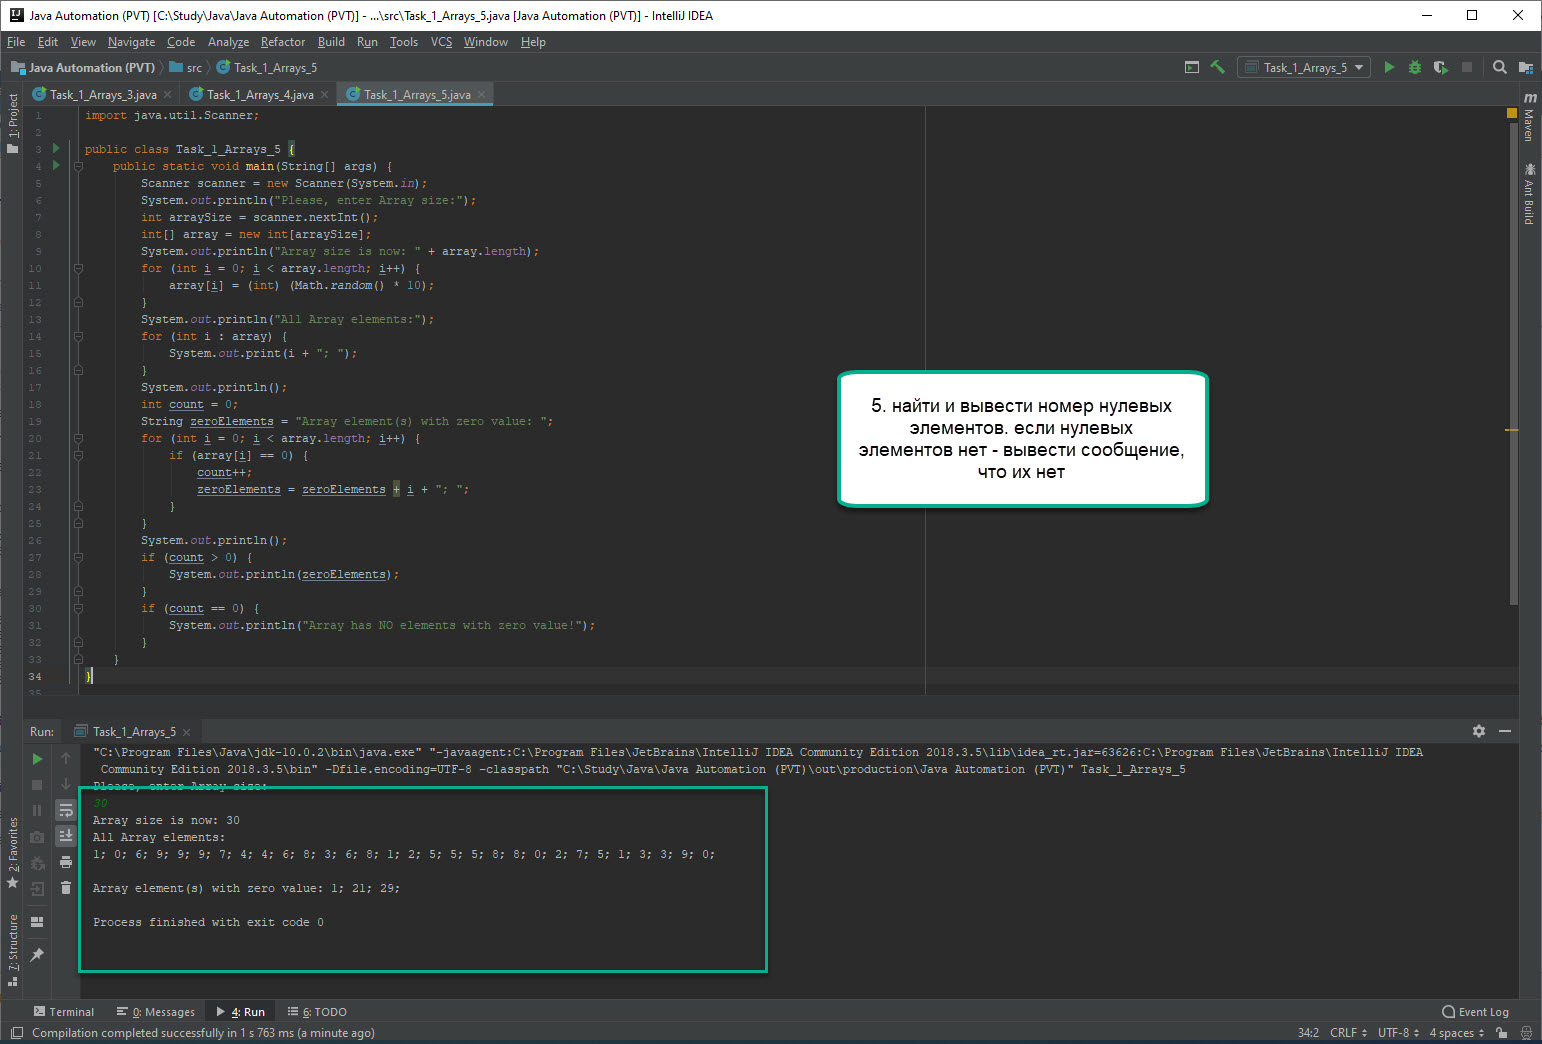 Java Automation (PVT) [C:\Study\Java\Java Automation (PVT)] - ...\src\Task_1_Arrays_5.java [Java Automation (PVT)] - IntelliJ IDEA
File Edit View Navigate Code Analyze Refactor Build Run Tools VCS Window Help
Java Automation (PVT) src Task_1_Arrays_5 Task_1_Arrays_5
Task_1_Arrays_3.java Task_1_Arrays_4.java Task_1_Arrays_5.java
1: Project
Maven
Ant Build
1 import java.util.Scanner;
2
3 public class Task_1_Arrays_5 {
4 public static void main(String[] args) {
5 Scanner scanner = new Scanner(System.in);
6 System.out.println("Please, enter Array size:");
7 int arraySize = scanner.nextInt();
8 int[] array = new int[arraySize];
9 System.out.println("Array size is now: " + array.length);
10 for (int i = 0; i < array.length; i++) {
11 array[i] = (int) (Math.random() * 10);
12 }
13 System.out.println("All Array elements:");
14 for (int i : array) {
15 System.out.print(i + "; ");
16 }
17 System.out.println();
18 int count = 0;
19 String zeroElements = "Array element(s) with zero value: ";
20 for (int i = 0; i < array.length; i++) {
21 if (array[i] == 0) {
22 count++;
23 zeroElements = zeroElements + i + "; ";
24 }
25 }
26 System.out.println();
27 if (count > 0) {
28 System.out.println(zeroElements);
29 }
30 if (count == 0) {
31 System.out.println("Array has NO elements with zero value!");
32 }
33 }
34 }
35
5. найти и вывести номер нулевых
элементов. если нулевых
элементов нет - вывести сообщение,
что их нет
Run: Task_1_Arrays_5
"C:\Program Files\Java\jdk-10.0.2\bin\java.exe" "-javaagent:C:\Program Files\JetBrains\IntelliJ IDEA Community Edition 2018.3.5\lib\idea_rt.jar=63626:C:\Program Files\JetBrains\IntelliJ IDEA
Community Edition 2018.3.5\bin" -Dfile.encoding=UTF-8 -classpath "C:\Study\Java\Java Automation (PVT)\out\production\Java Automation (PVT)" Task_1_Arrays_5
Please, enter Array size:
30
Array size is now: 30
All Array elements:
1; 0; 6; 9; 9; 9; 7; 4; 4; 6; 8; 3; 6; 8; 1; 2; 5; 5; 5; 8; 8; 0; 2; 7; 5; 1; 3; 3; 9; 0;
Array element(s) with zero value: 1; 21; 29;
Process finished with exit code 0
2: Favorites
7: Structure
Terminal 0: Messages 4: Run 6: TODO Event Log
Compilation completed successfully in 1 s 763 ms (a minute ago) 34:2 CRLF UTF-8 4 spaces